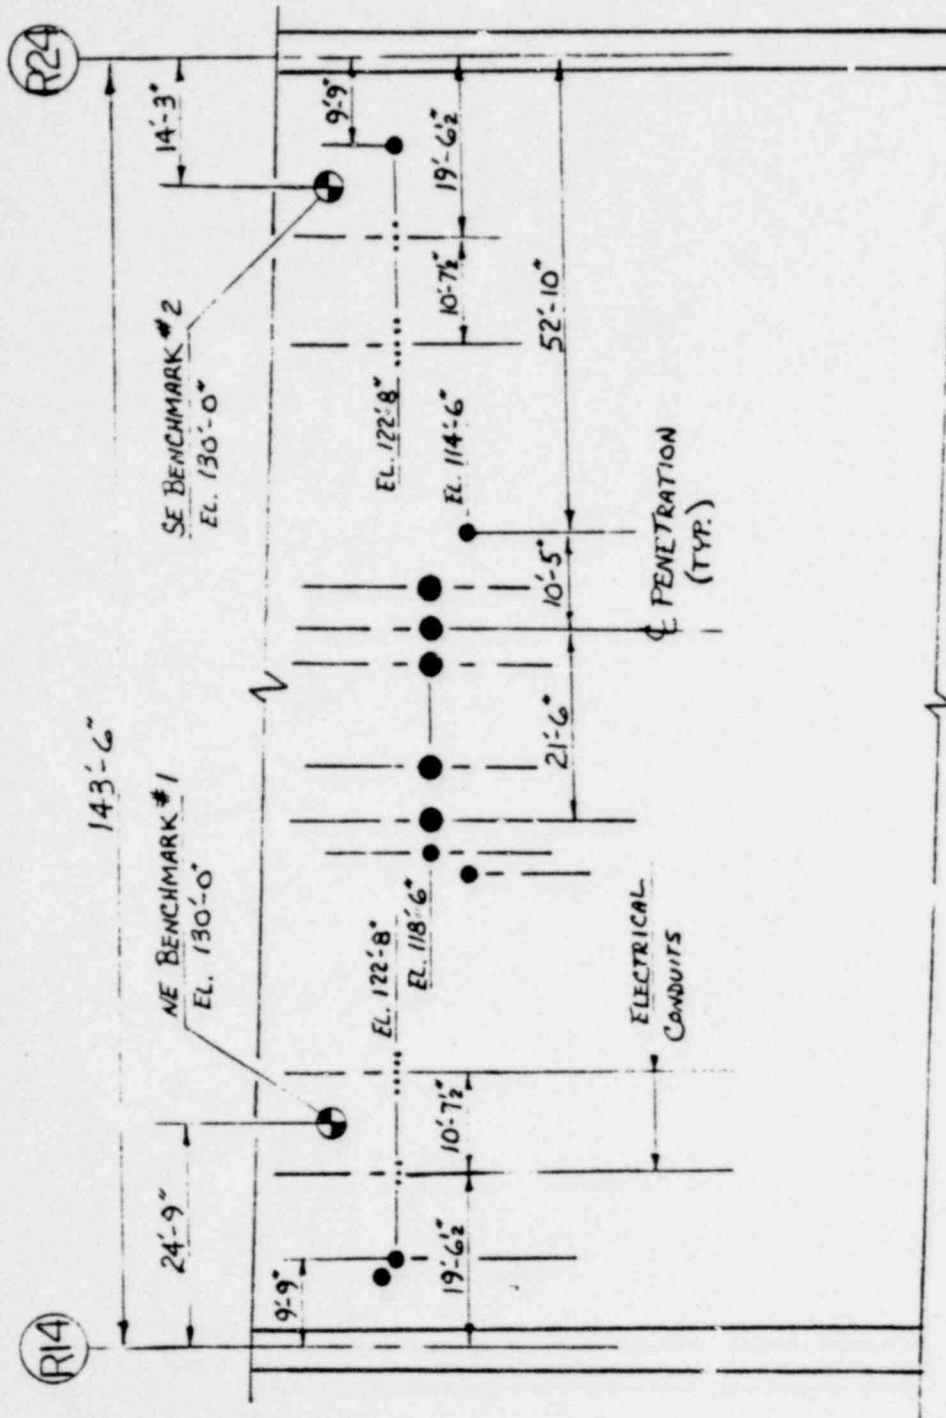 R14
R24
143'-6"
24'-9"
14'-3"
NE BENCHMARK #1
EL. 130'-0"
SE BENCHMARK #2
EL. 130'-0"
9'-9"
9'-9"
EL. 122'-8"
EL. 118'-6"
EL. 122'-8"
EL. 114'-6"
19'-6½"
10'-7½"
10'-7½"
19'-6½"
21'-6"
10'-5"
52'-10"
ELECTRICAL
CONDUITS
℄ PENETRATION
(TYP.)